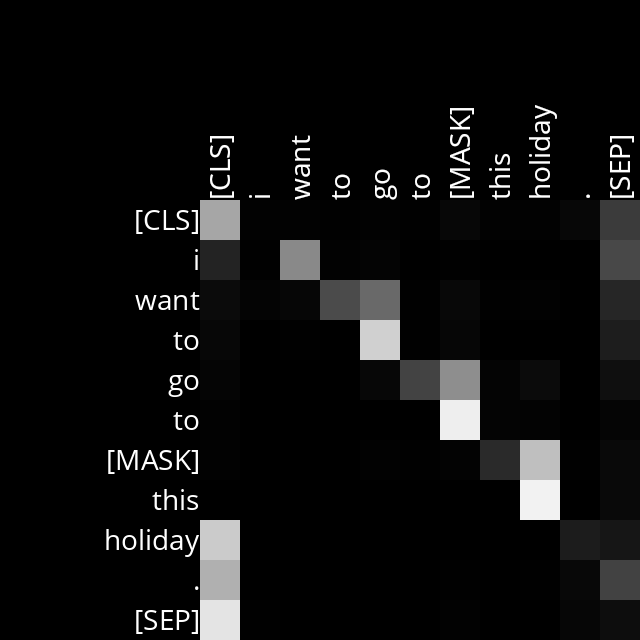 [CLS] i want to go to [MASK] this holiday . [SEP]
[CLS]
i
want
to
go
to
[MASK]
this
holiday
.
[SEP]